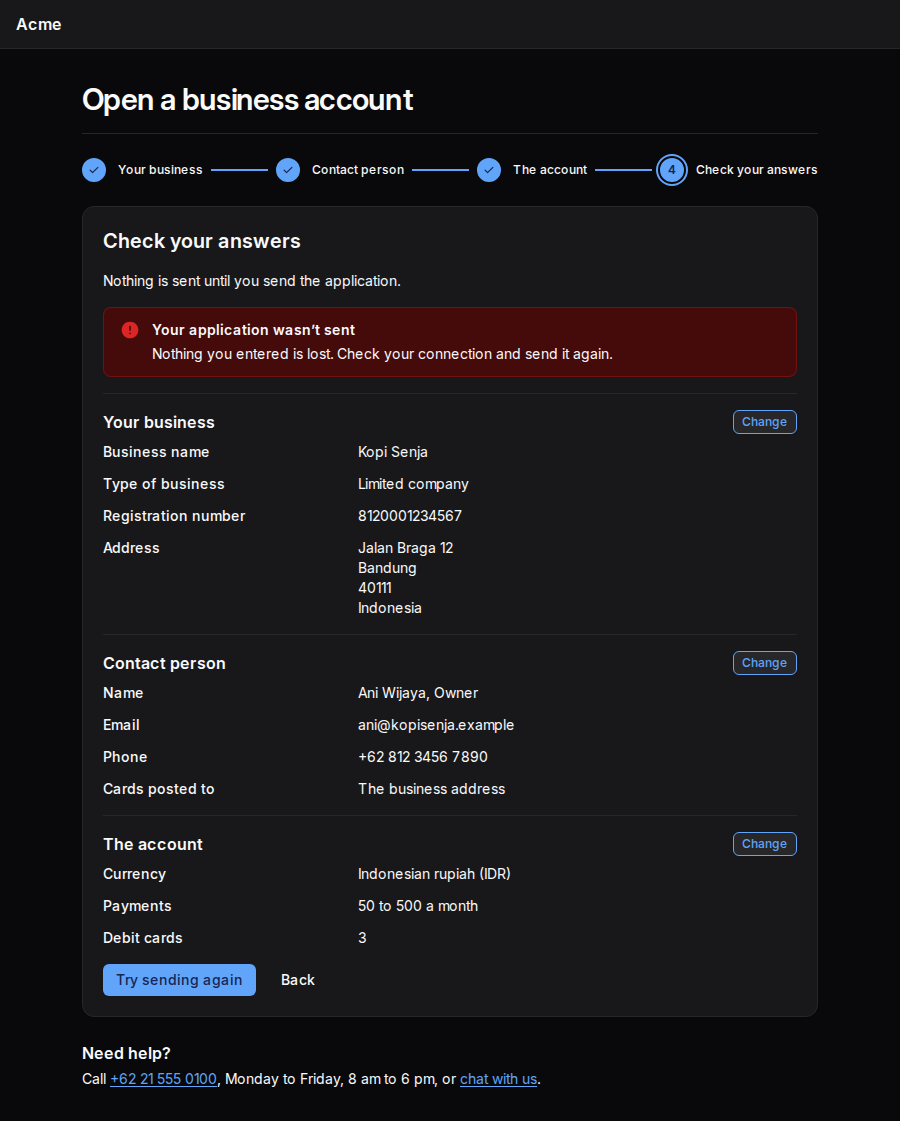 Acme
Open a business account
Your business
Contact person
The account
4
Check your answers
Check your answers
Nothing is sent until you send the application.
Your application wasn’t sent
Nothing you entered is lost. Check your connection and send it again.
Your business
Change
Business name
Kopi Senja
Type of business
Limited company
Registration number
8120001234567
Address
Jalan Braga 12
Bandung
40111
Indonesia
Contact person
Change
Name
Ani Wijaya, Owner
Email
ani@kopisenja.example
Phone
+62 812 3456 7890
Cards posted to
The business address
The account
Change
Currency
Indonesian rupiah (IDR)
Payments
50 to 500 a month
Debit cards
3
Try sending again
Back
Need help?
Call +62 21 555 0100, Monday to Friday, 8 am to 6 pm, or chat with us.